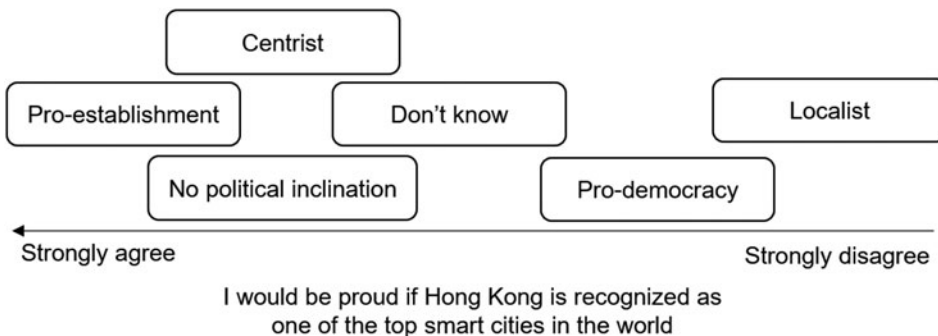 Centrist
Pro-establishment
Don't know
Localist
No political inclination
Pro-democracy
Strongly agree
Strongly disagree
I would be proud if Hong Kong is recognized as
one of the top smart cities in the world